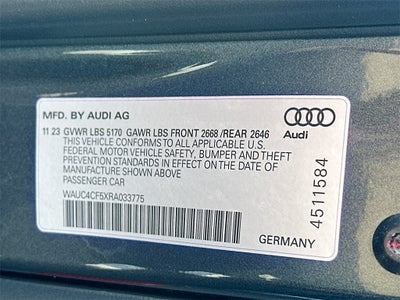 MFD. BY AUDI AG
Audi
11 23 GVWR LBS 5170 GAWR LBS FRONT 2668 /REAR 2646
THIS VEHICLE CONFORMS TO ALL APPLICABLE U.S.
FEDERAL MOTOR VEHICLE SAFETY, BUMPER AND THEFT
PREVENTION STANDARDS IN EFFECT ON THE DATE OF
MANUFACTURE SHOWN ABOVE
PASSENGER CAR
WAUC4CF5XRA033775
4511584
GERMANY